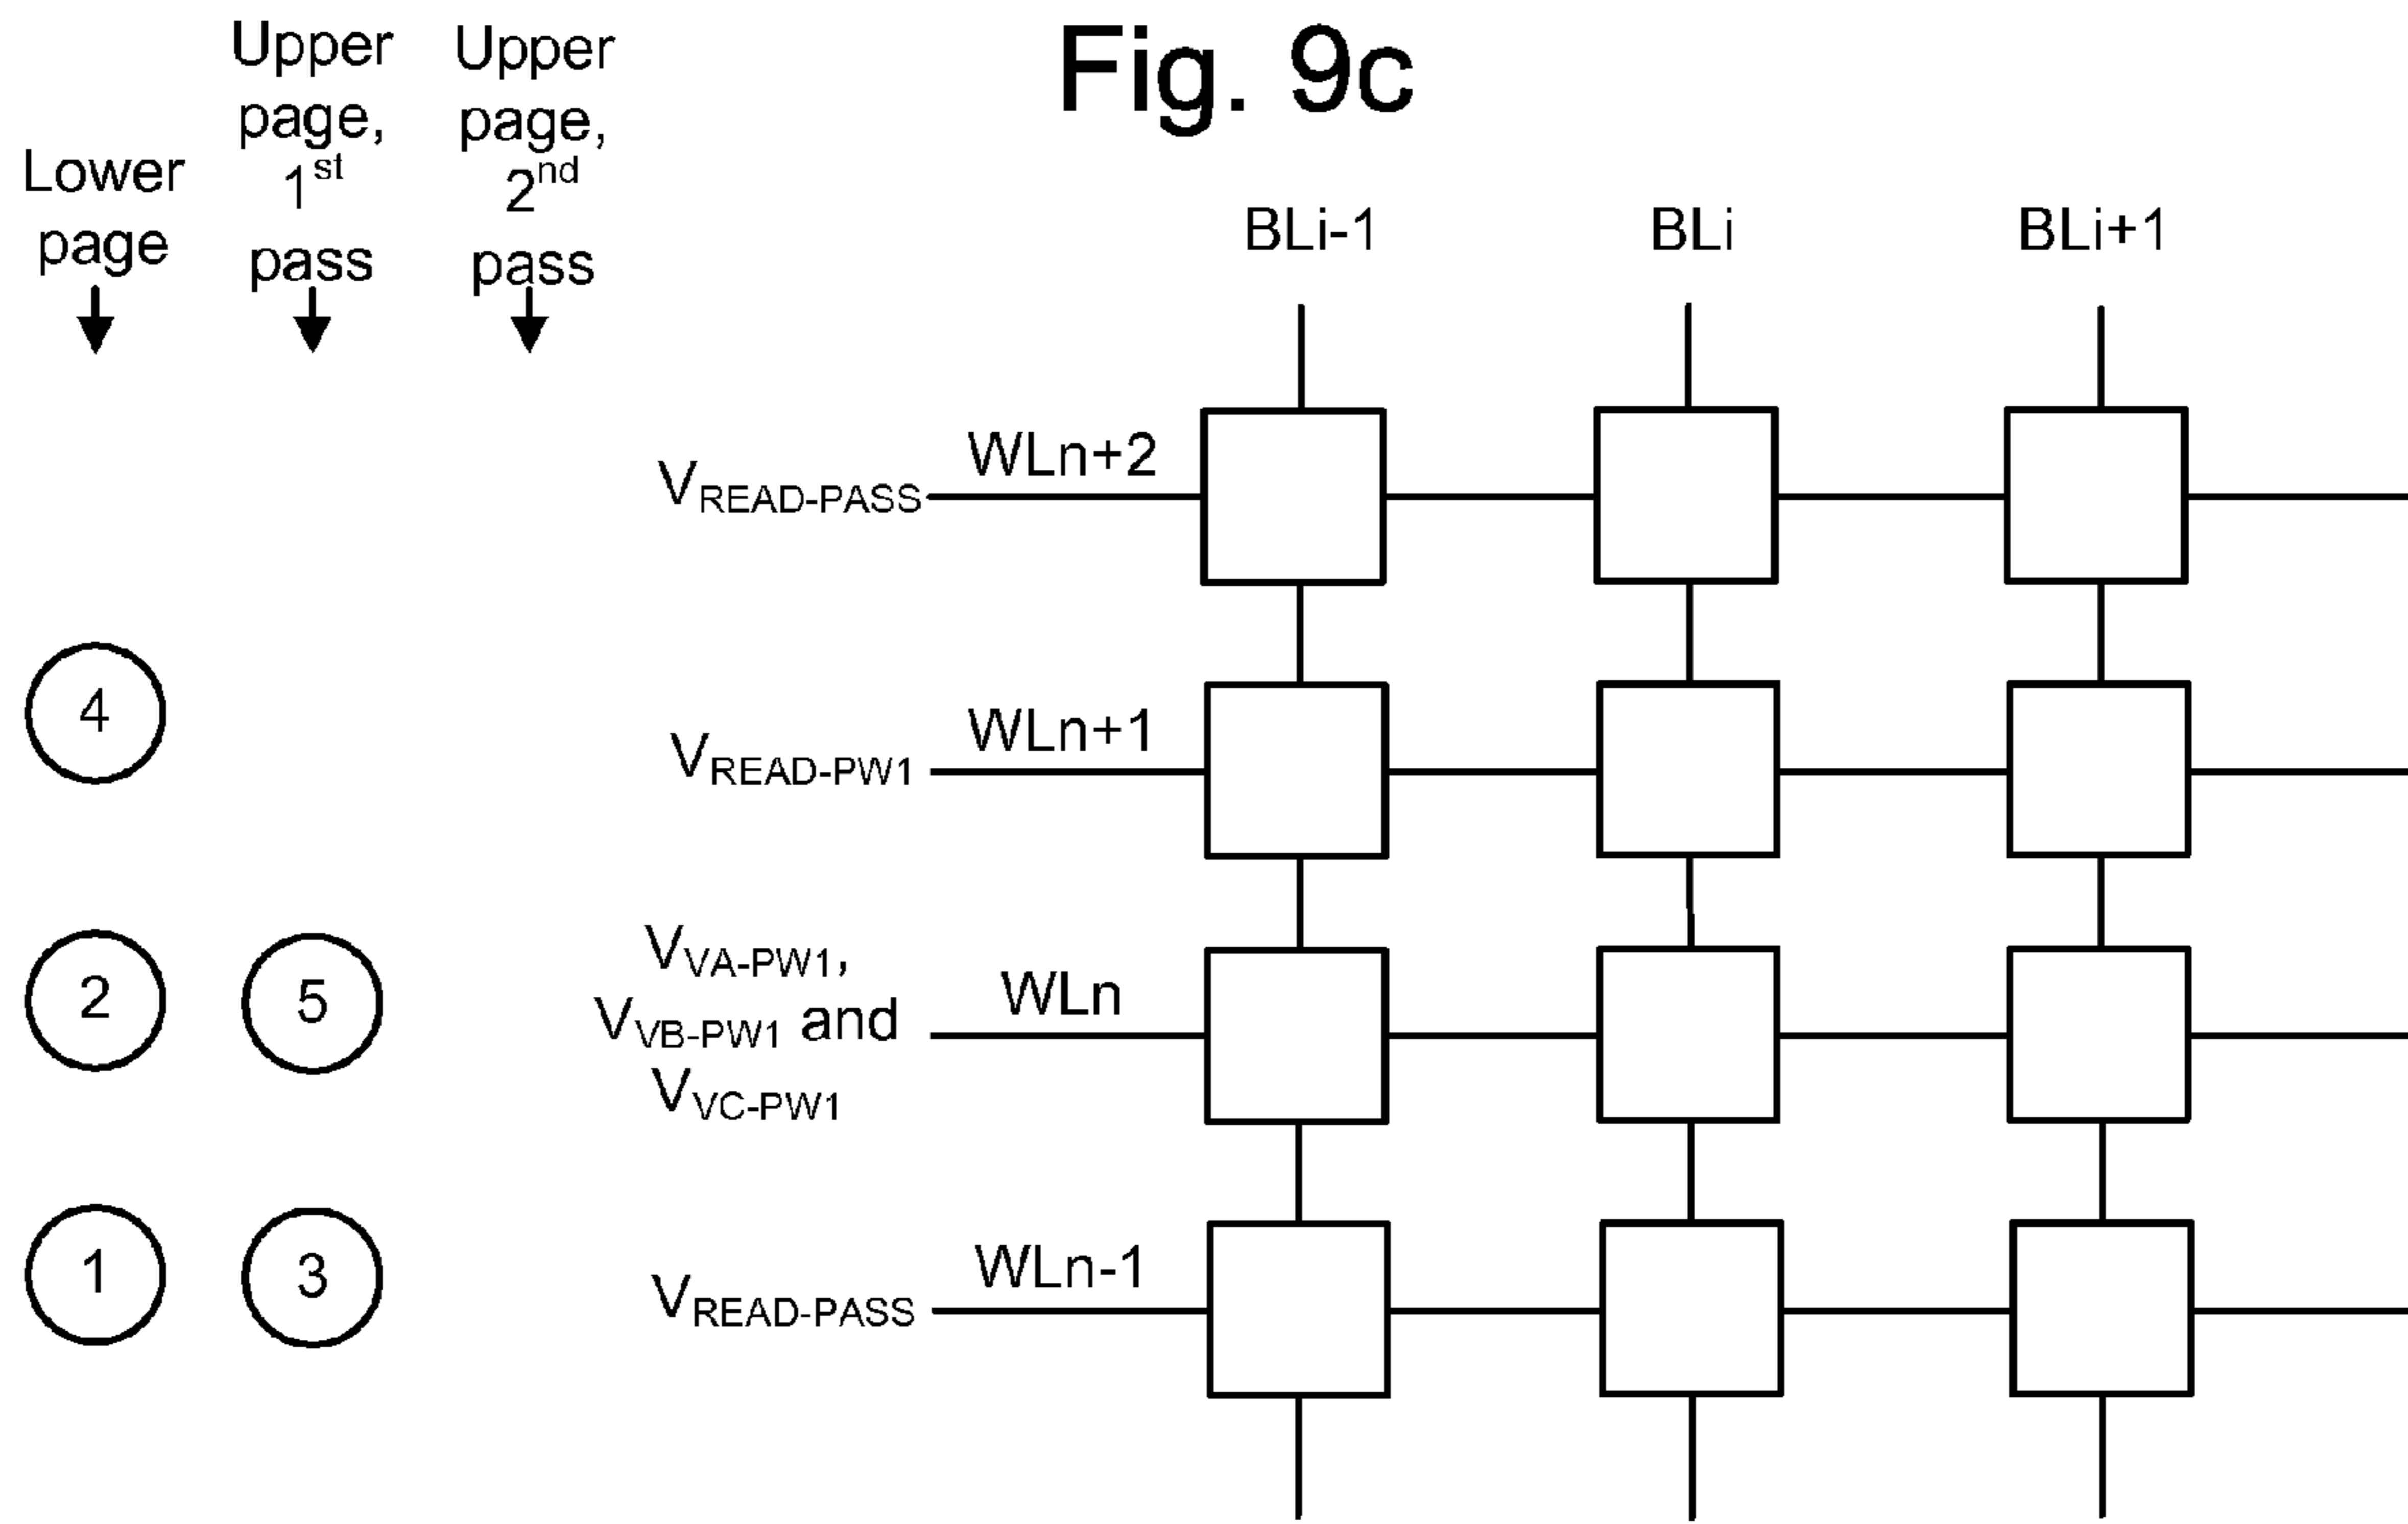 Fig. 9c
Lower
page
Upper
page,
1st
pass
Upper
page,
2nd
pass
BLi-1
BLi
BLi+1
VREAD-PASS
WLn+2
4
VREAD-PW1
WLn+1
2
5
VVA-PW1,
VVB-PW1 and
VVC-PW1
WLn
1
3
VREAD-PASS
WLn-1